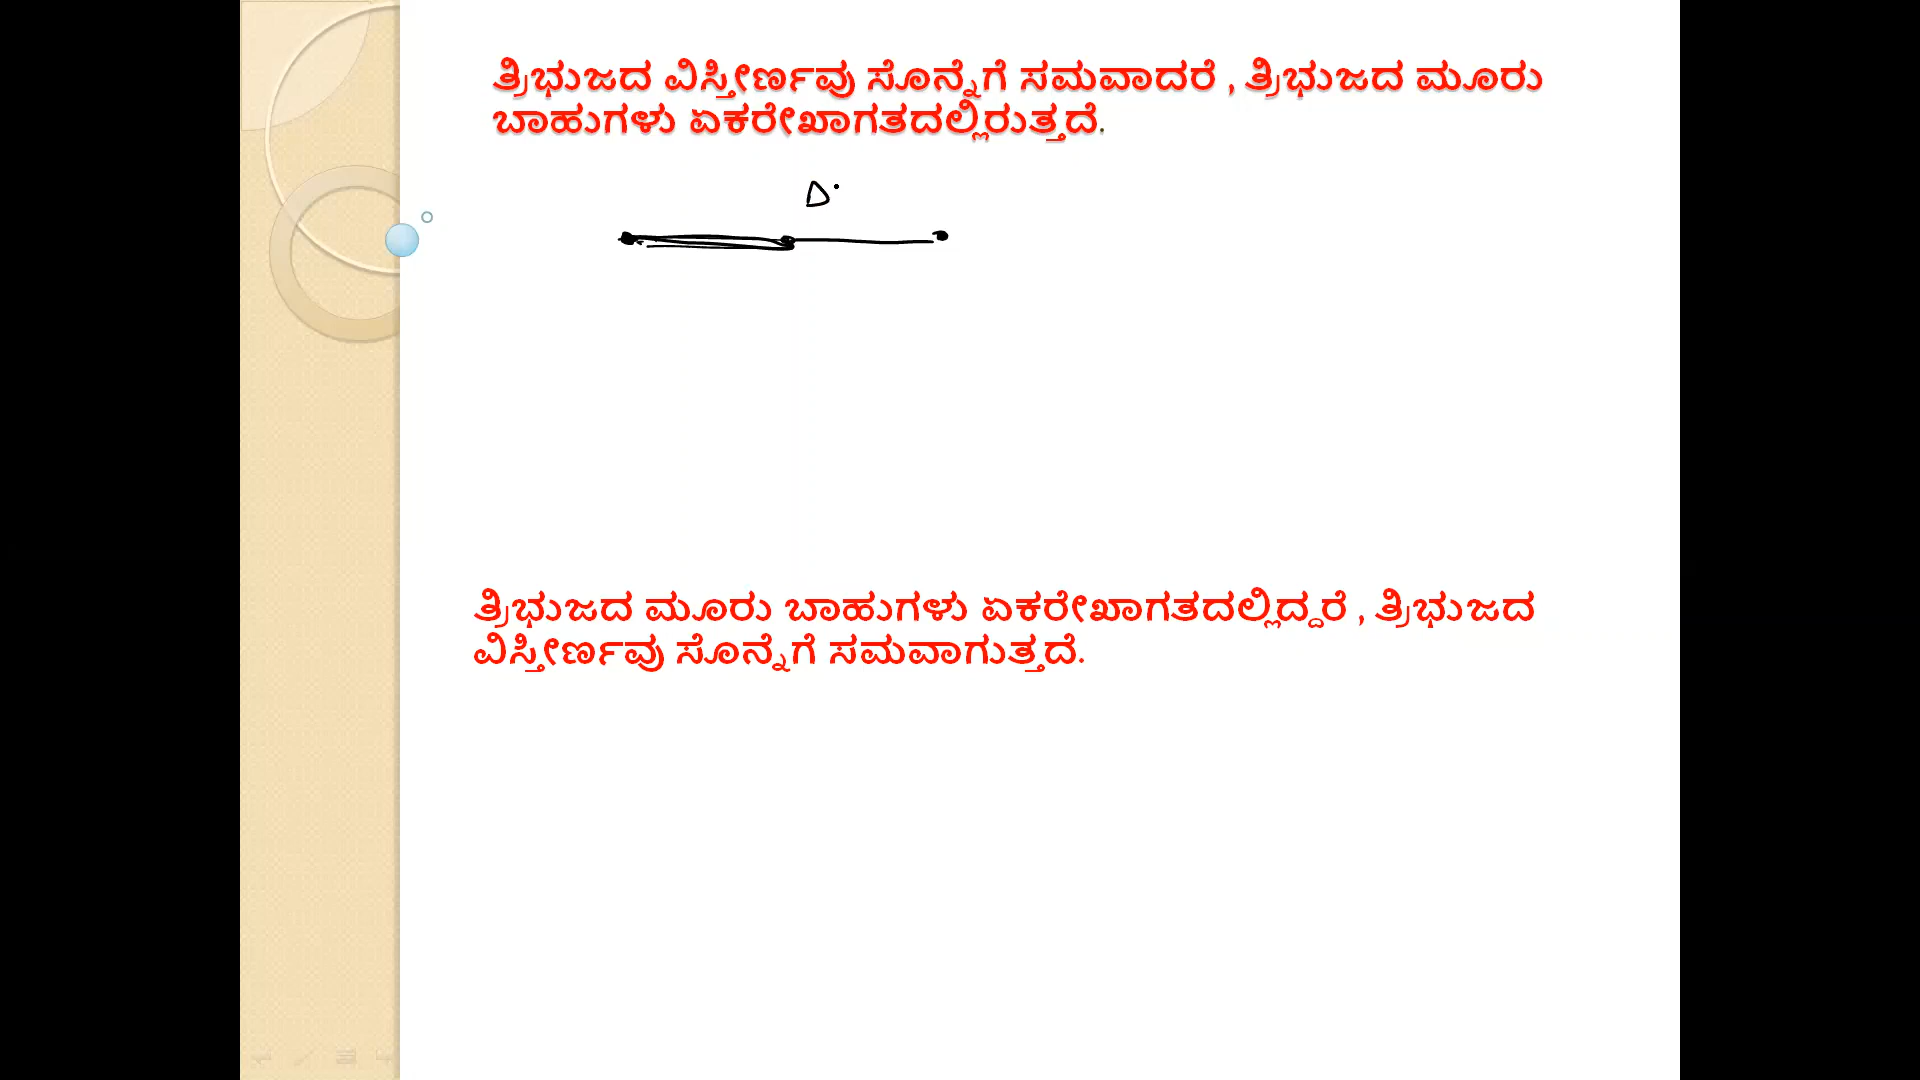 ತ್ರಿಭುಜದ ವಿಸ್ತೀರ್ಣವು ಸೊನ್ನೆಗೆ ಸಮವಾದರೆ , ತ್ರಿಭುಜದ ಮೂರು
ಬಾಹುಗಳು ಏಕರೇಖಾಗತದಲ್ಲಿರುತ್ತದೆ.
ತ್ರಿಭುಜದ ಮೂರು ಬಾಹುಗಳು ಏಕರೇಖಾಗತದಲ್ಲಿದ್ದರೆ , ತ್ರಿಭುಜದ
ವಿಸ್ತೀರ್ಣವು ಸೊನ್ನೆಗೆ ಸಮವಾಗುತ್ತದೆ.